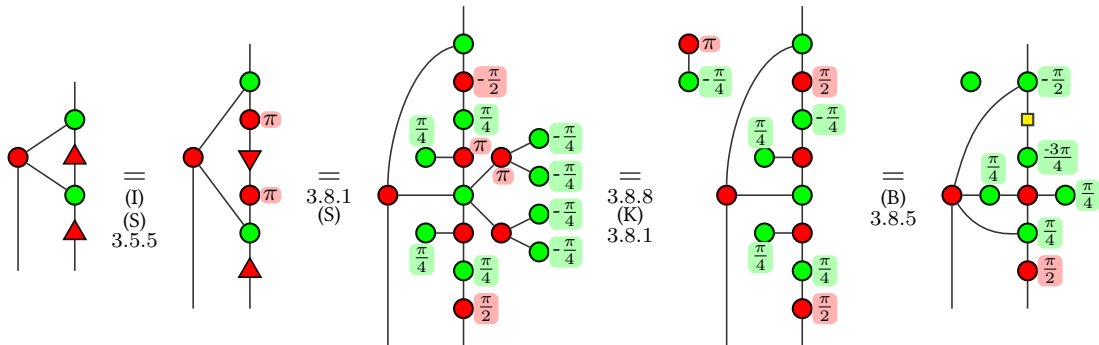 = (I) (S) 3.5.5
π
π
= 3.8.1 (S)
-π/2
π/4
π/4
π
π
-π/4
-π/4
-π/4
-π/4
π/4
π/4
π/2
= 3.8.8 (K) 3.8.1
π
-π/4
π/2
-π/4
π/4
π/4
π/4
π/2
= (B) 3.8.5
-π/2
-3π/4
π/4
π/4
π/4
π/2